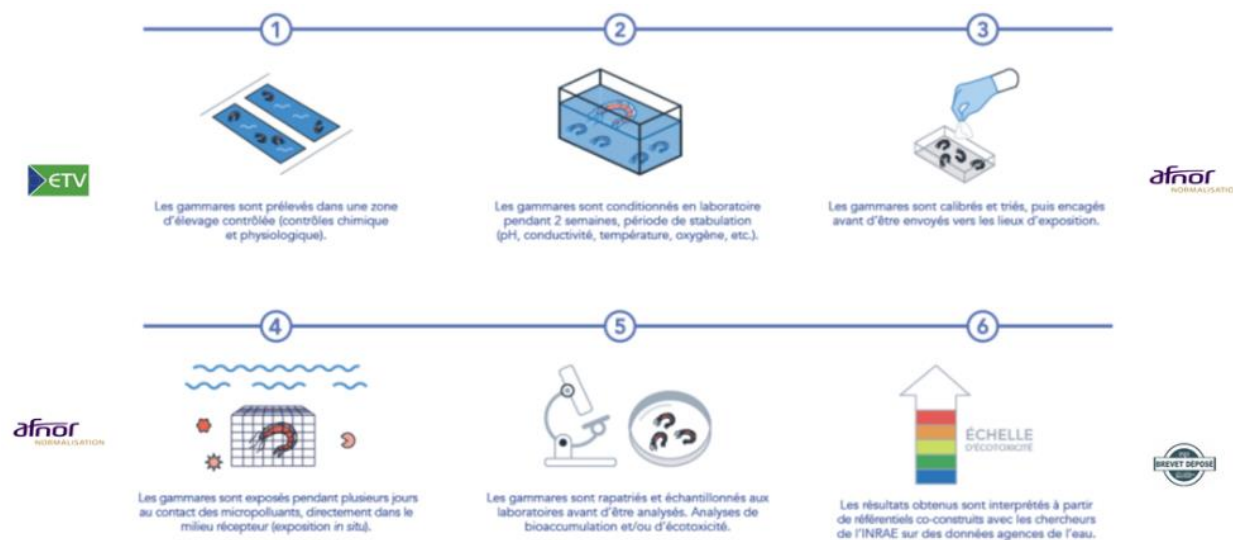 1
2
3
ETV
Les gammares sont prélevés dans une zone
d'élevage contrôlée (contrôles chimique
et physiologique).
Les gammares sont conditionnés en laboratoire
pendant 2 semaines, période de stabulation
(pH, conductivité, température, oxygène, etc.).
Les gammares sont calibrés et triés, puis encagés
avant d'être envoyés vers les lieux d'exposition.
afnor
NORMALISATION
4
5
6
afnor
NORMALISATION
ÉCHELLE
D'ÉCOTOXICITÉ
BREVET DÉPOSÉ
Les gammares sont exposés pendant plusieurs jours
au contact des micropolluants, directement dans le
milieu récepteur (exposition in situ).
Les gammares sont rapatriés et échantillonnés aux
laboratoires avant d'être analysés. Analyses de
bioaccumulation et/ou d'écotoxicité.
Les résultats obtenus sont interprétés à partir
de référentiels co-construits avec les chercheurs
de l'INRAE sur des données agences de l'eau.